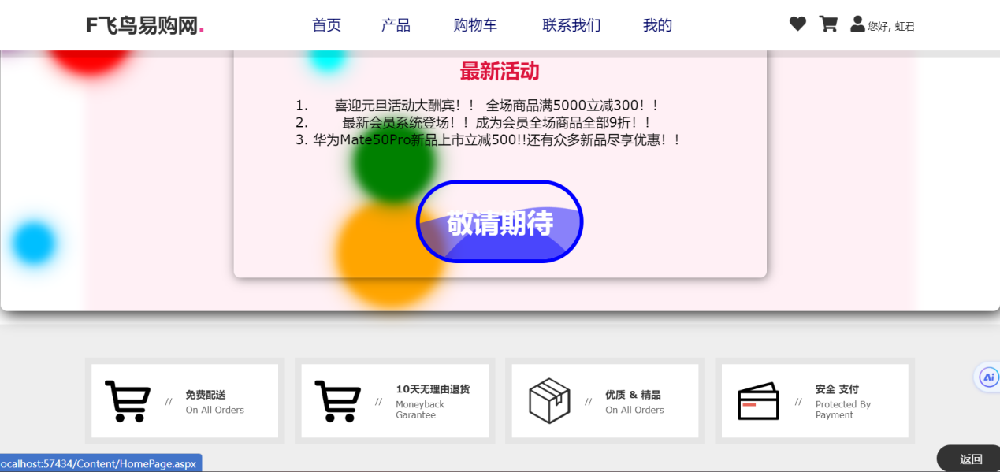 F飞鸟易购网.
首页 产品 购物车 联系我们 我的
您好, 虹君
最新活动
1. 喜迎元旦活动大酬宾！！ 全场商品满5000立减300！！
2. 最新会员系统登场！！成为会员全场商品全部9折！！
3. 华为Mate50Pro新品上市立减500!!还有众多新品尽享优惠！！
敬请期待
//
免费配送
On All Orders
//
10天无理由退货
Moneyback
Garantee
//
优质 & 精品
On All Orders
//
安全 支付
Protected By
Payment
Ai
ocalhost:57434/Content/HomePage.aspx
返回